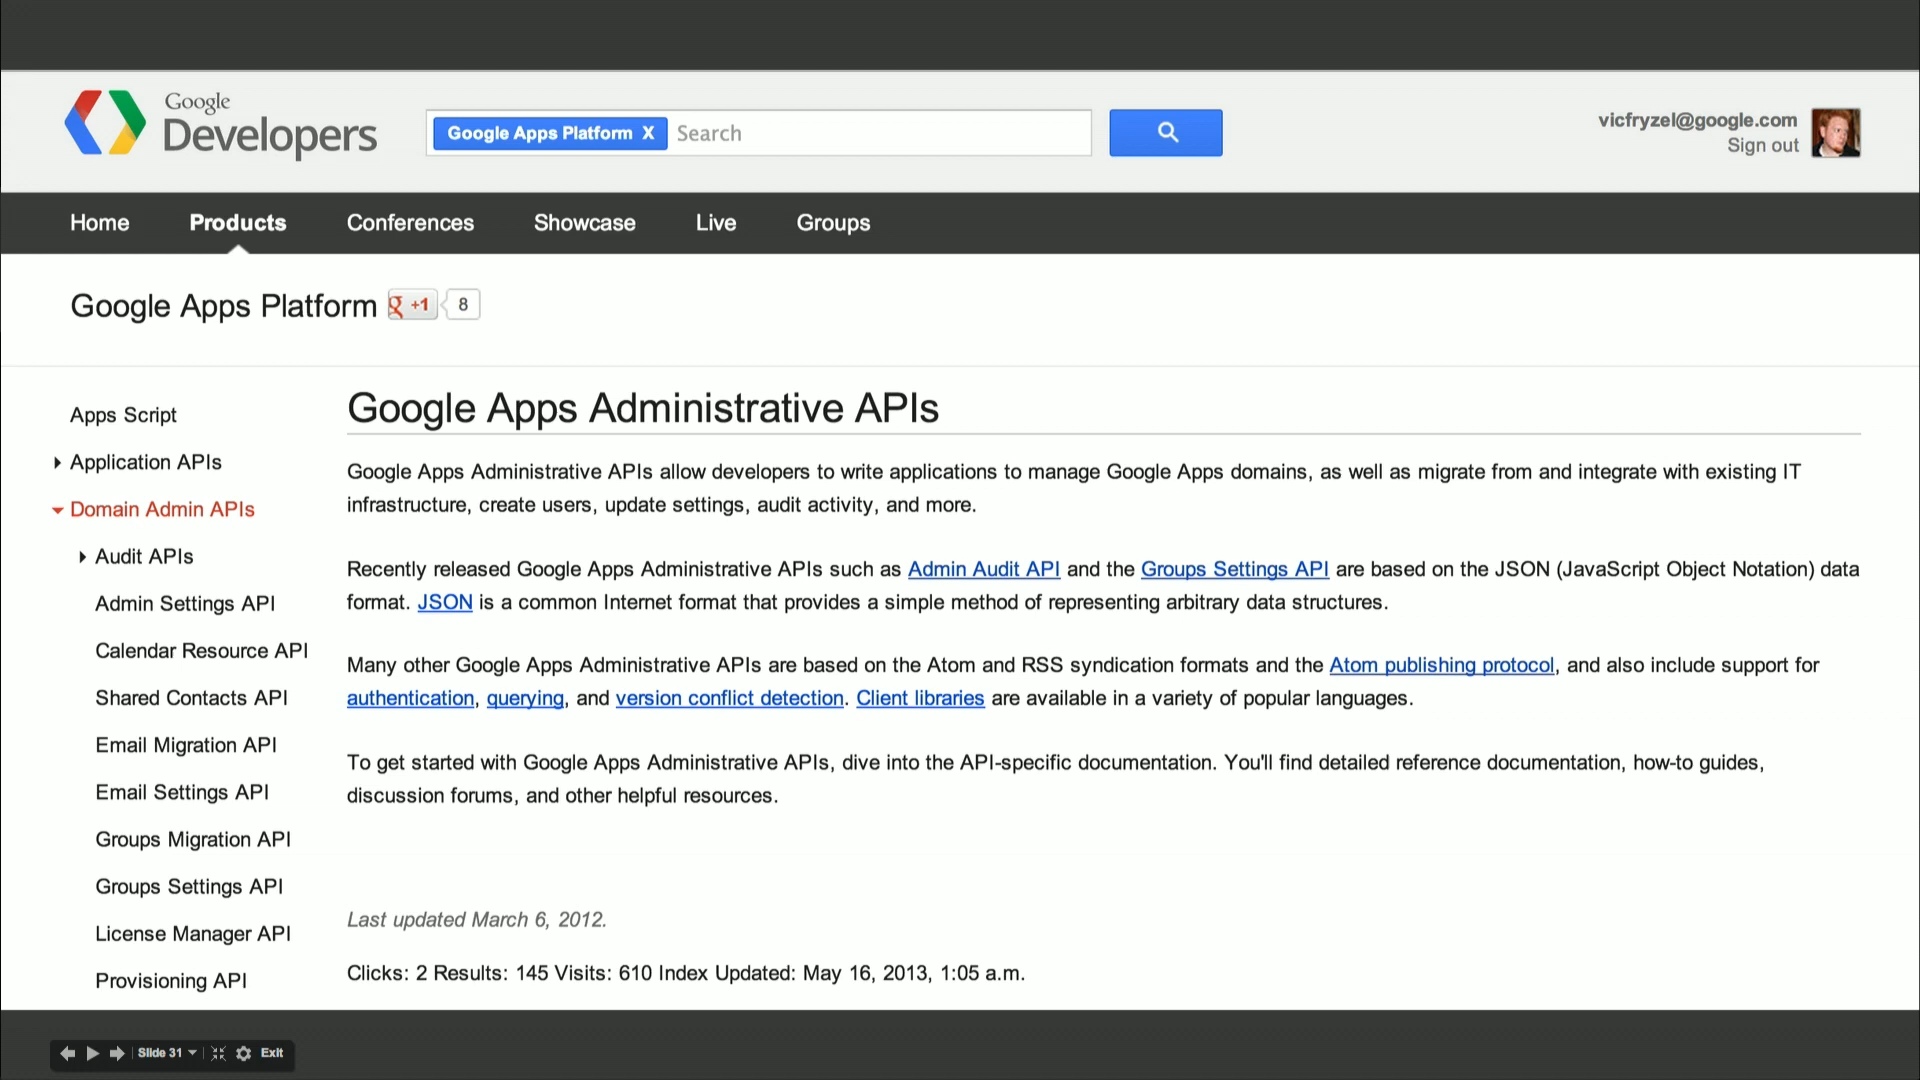 Google
Developers
Google Apps Platform X Search
vicfryzel@google.com
Sign out
Home Products Conferences Showcase Live Groups
Google Apps Platform g +1 8
Apps Script
Application APIs
Domain Admin APIs
Audit APIs
Admin Settings API
Calendar Resource API
Shared Contacts API
Email Migration API
Email Settings API
Groups Migration API
Groups Settings API
License Manager API
Provisioning API
Google Apps Administrative APIs
Google Apps Administrative APIs allow developers to write applications to manage Google Apps domains, as well as migrate from and integrate with existing IT
infrastructure, create users, update settings, audit activity, and more.
Recently released Google Apps Administrative APIs such as Admin Audit API and the Groups Settings API are based on the JSON (JavaScript Object Notation) data
format. JSON is a common Internet format that provides a simple method of representing arbitrary data structures.
Many other Google Apps Administrative APIs are based on the Atom and RSS syndication formats and the Atom publishing protocol, and also include support for
authentication, querying, and version conflict detection. Client libraries are available in a variety of popular languages.
To get started with Google Apps Administrative APIs, dive into the API-specific documentation. You'll find detailed reference documentation, how-to guides,
discussion forums, and other helpful resources.
Last updated March 6, 2012.
Clicks: 2 Results: 145 Visits: 610 Index Updated: May 16, 2013, 1:05 a.m.
Slide 31 Exit